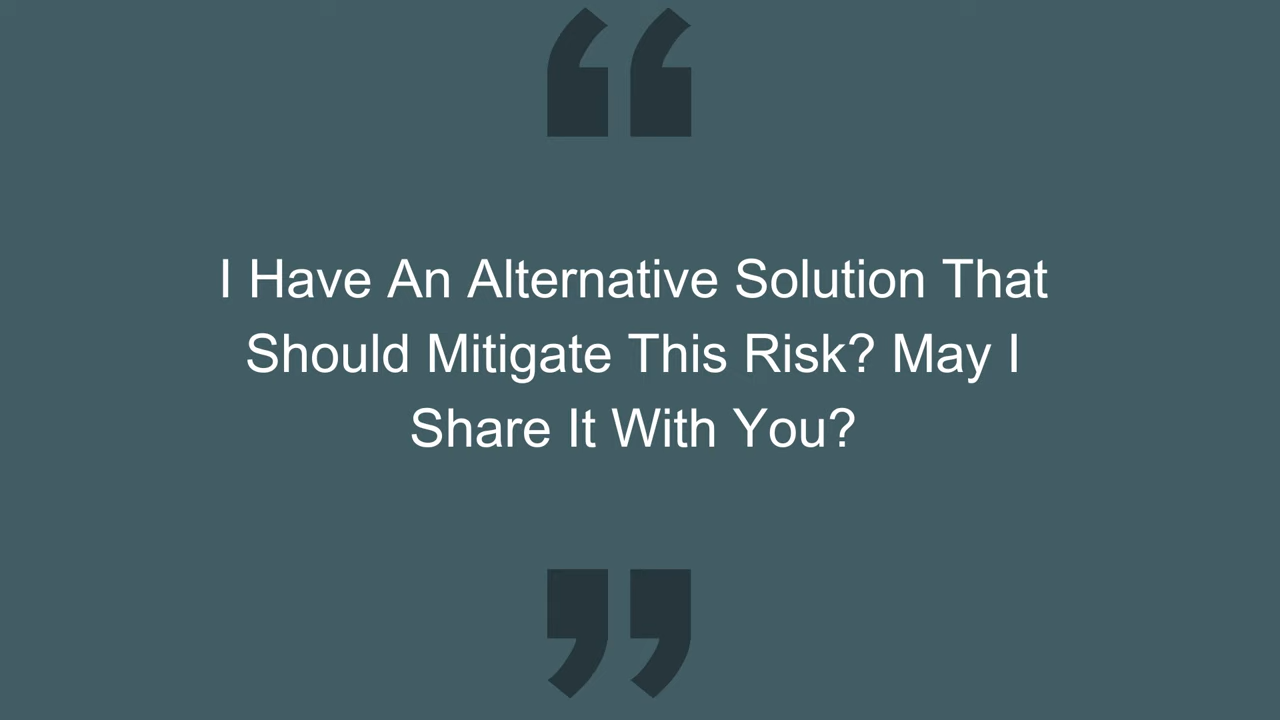 “
I Have An Alternative Solution That
Should Mitigate This Risk? May I
Share It With You?
”